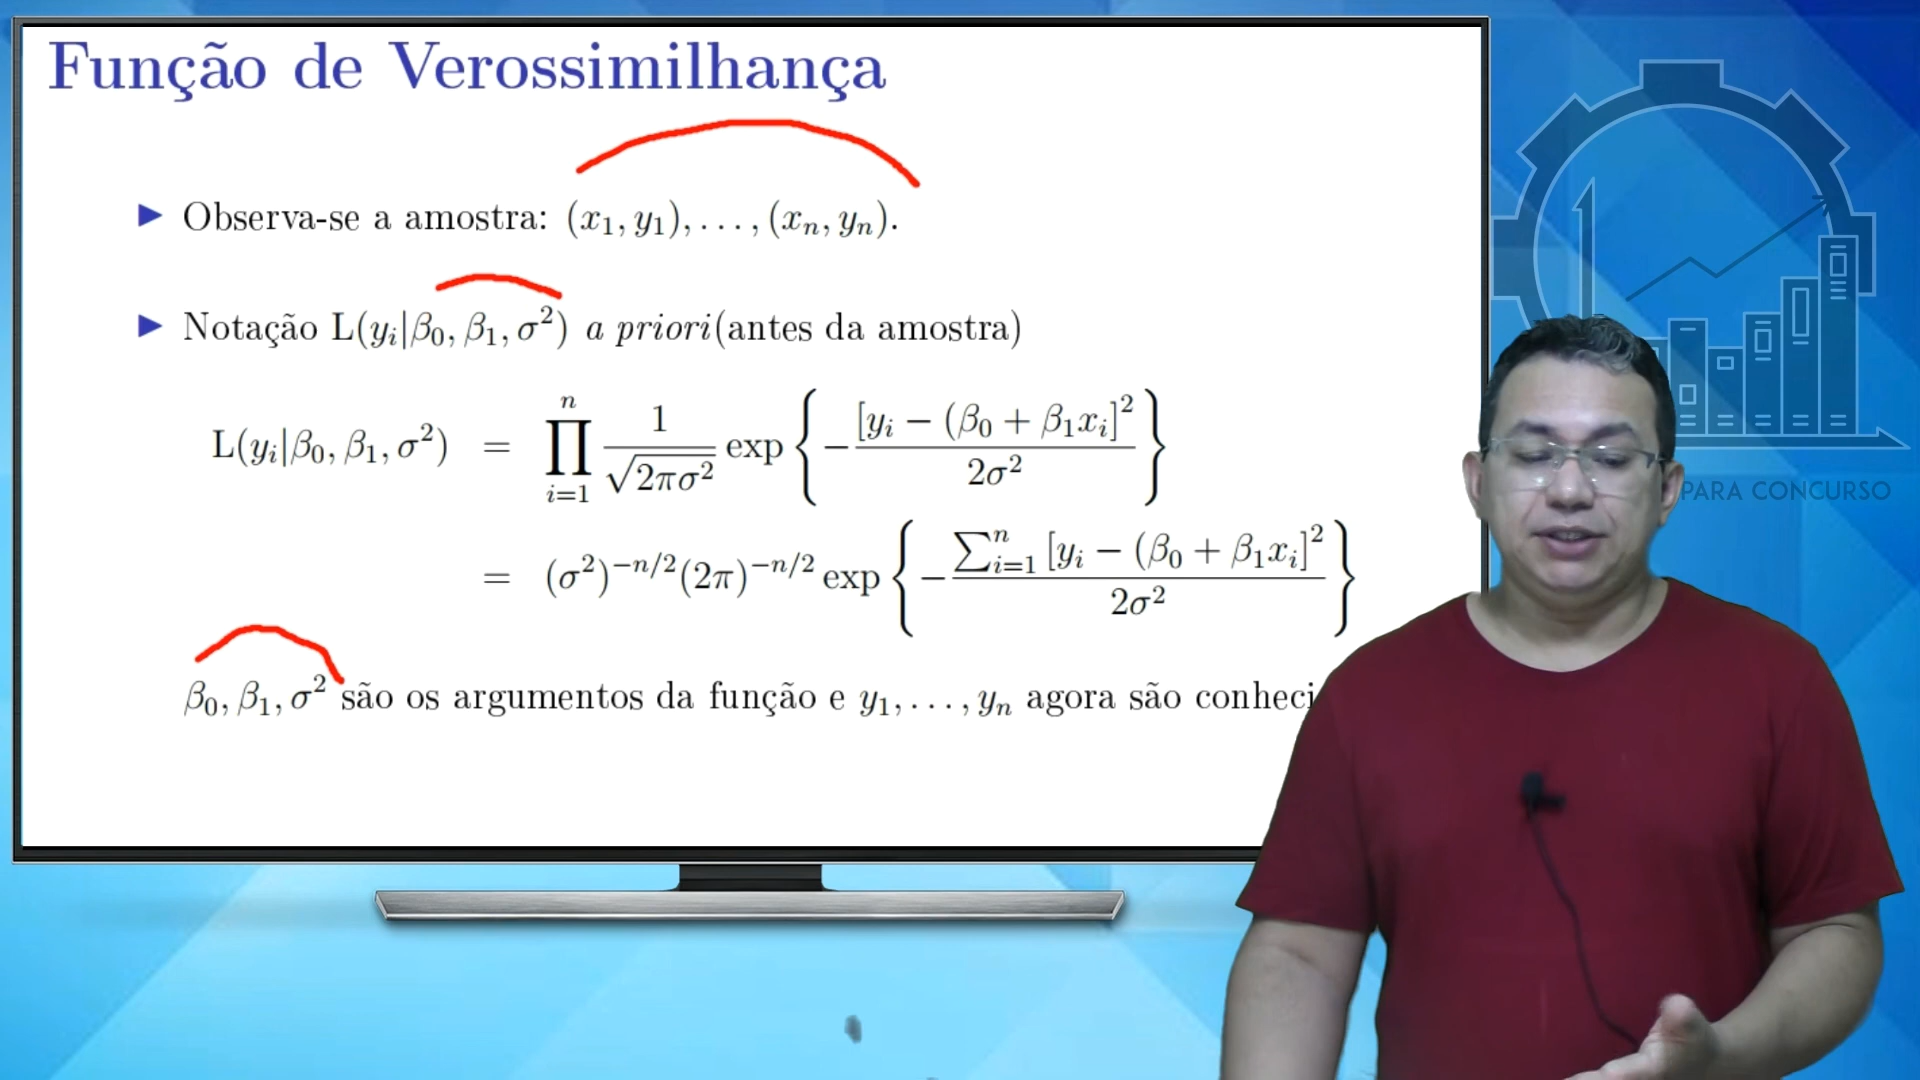 Função de Verossimilhança
Observa-se a amostra: (x₁, y₁), . . . , (xₙ, yₙ).
Notação L(yᵢ|β₀, β₁, σ²) a priori(antes da amostra)
L(yᵢ|β₀, β₁, σ²) = ∏ᵢ₌₁ⁿ 1/√(2πσ²) exp{−[yᵢ − (β₀ + β₁xᵢ]²/2σ²}
= (σ²)^(−n/2)(2π)^(−n/2) exp{−∑ᵢ₌₁ⁿ [yᵢ − (β₀ + β₁xᵢ]²/2σ²}
β₀, β₁, σ² são os argumentos da função e y₁, . . . , yₙ agora são conheci
PARA CONCURSO